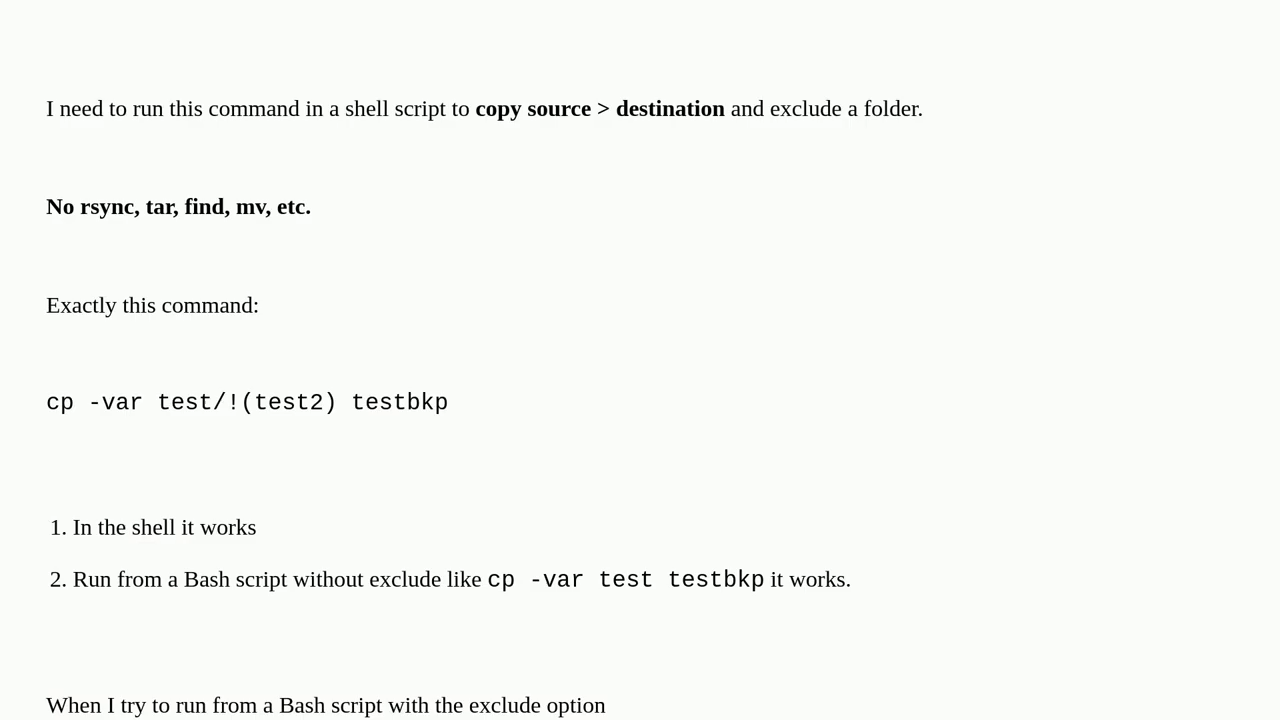 I need to run this command in a shell script to copy source > destination and exclude a folder.
No rsync, tar, find, mv, etc.
Exactly this command:
cp -var test/!(test2) testbkp
1. In the shell it works
2. Run from a Bash script without exclude like cp -var test testbkp it works.
When I try to run from a Bash script with the exclude option